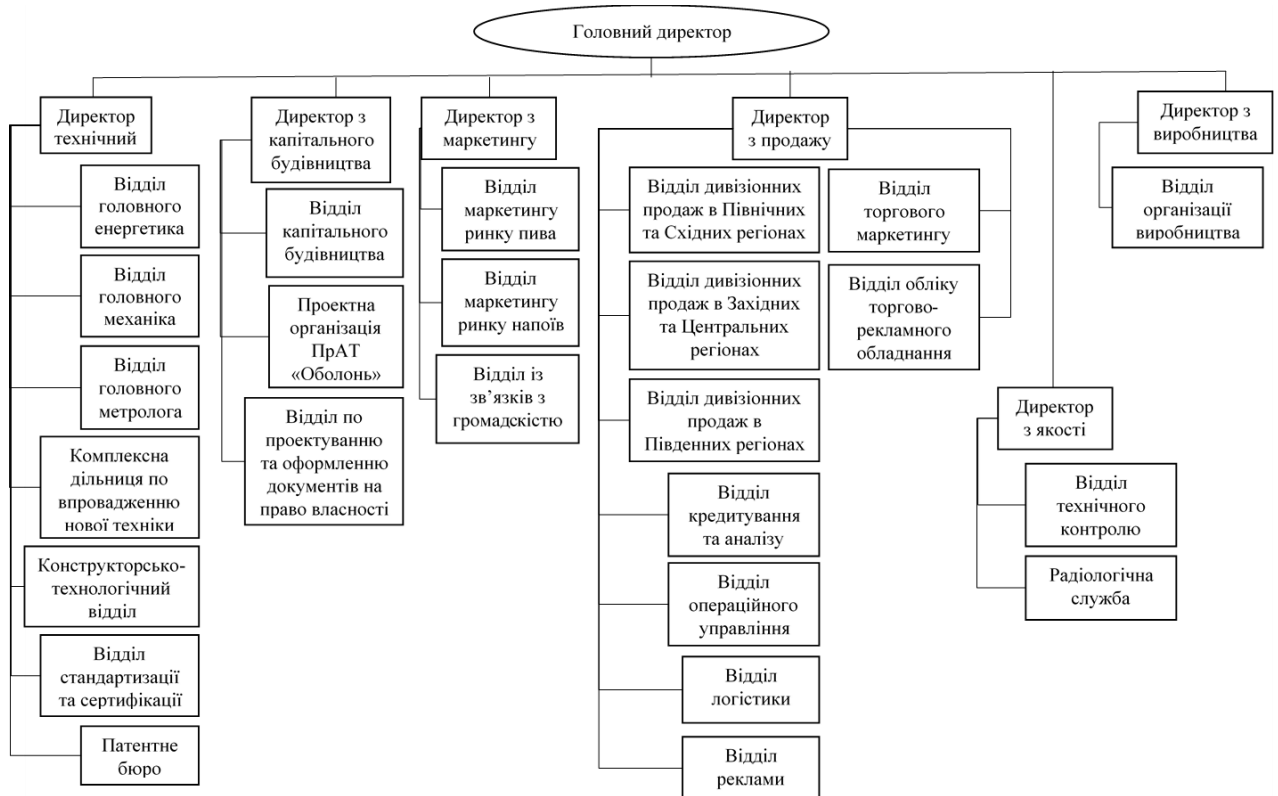 Головний директор
Директор
технічний
Відділ
головного
енергетика
Відділ
головного
механіка
Відділ
головного
метролога
Комплексна
дільниця по
впровадженню
нової техніки
Конструкторсько-
технологічний
відділ
Відділ
стандартизації
та сертифікації
Патентне
бюро
Директор з
капітального
будівництва
Відділ
капітального
будівництва
Проектна
організація
ПрАТ
«Оболонь»
Відділ по
проектуванню
та оформленню
документів на
право власності
Директор з
маркетингу
Відділ
маркетингу
ринку пива
Відділ
маркетингу
ринку напоїв
Відділ із
зв’язків з
громадскістю
Директор
з продажу
Відділ дивізіонних
продаж в Північних
та Східних регіонах
Відділ дивізіонних
продаж в Західних
та Центральних
регіонах
Відділ дивізіонних
продаж в
Південних регіонах
Відділ
кредитування
та аналізу
Відділ
операційного
управління
Відділ
логістики
Відділ
реклами
Відділ
торгового
маркетингу
Відділ обліку
торгово-
рекламного
обладнання
Директор
з якості
Відділ
технічного
контролю
Радіологічна
служба
Директор з
виробництва
Відділ
організації
виробництва